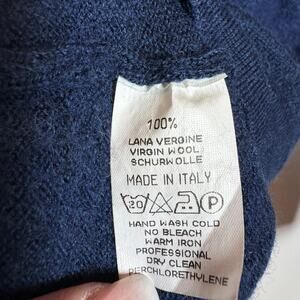 100%
LANA VERGINE
VIRGIN WOOL
SCHURWOLLE
MADE IN ITALY
20 P
HAND WASH COLD
NO BLEACH
WARM IRON
PROFESSIONAL
DRY CLEAN
PERCHLORETHYLENE